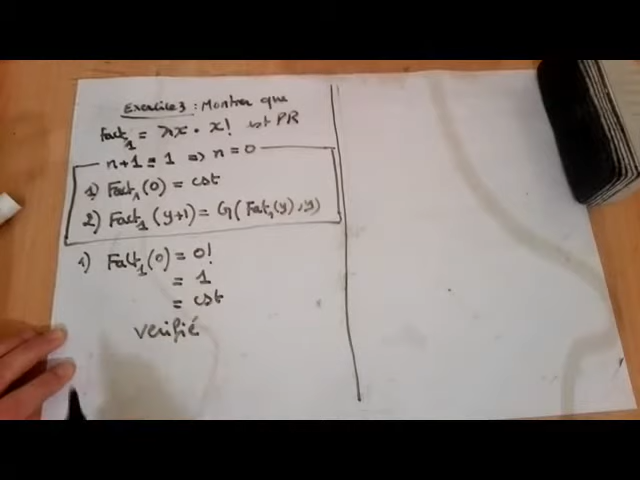 Exercice 3 : Montrer que
Fact₁ = λx • x! est PR
n+1 = 1 => n = 0
1) Fact₁(0) = cst
2) Fact₁(y+1) = G(Fact₁(y), y)
1) Fact₁(0) = 0!
= 1
= cst
verifié